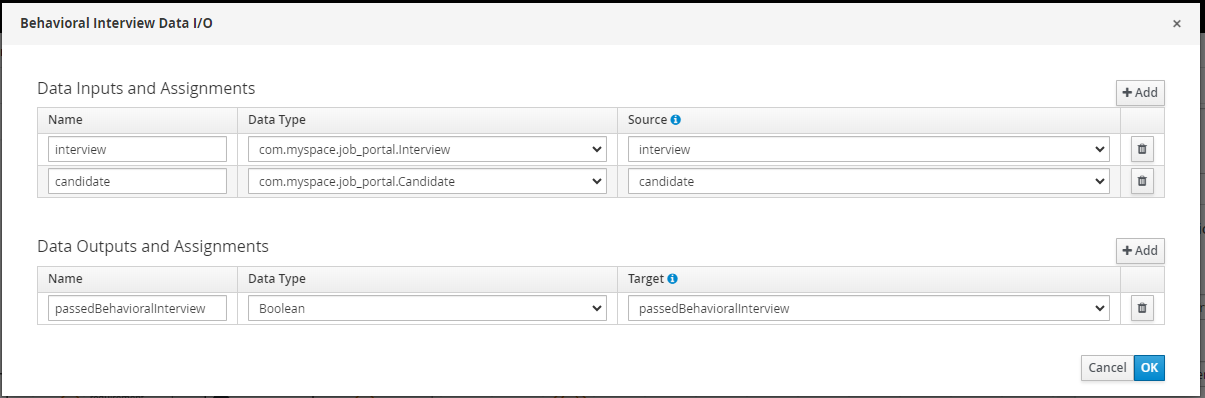 Behavioral Interview Data I/O ×
Data Inputs and Assignments + Add
Name Data Type Source
interview com.myspace.job_portal.Interview interview
candidate com.myspace.job_portal.Candidate candidate
Data Outputs and Assignments + Add
Name Data Type Target
passedBehavioralInterview Boolean passedBehavioralInterview
Cancel OK